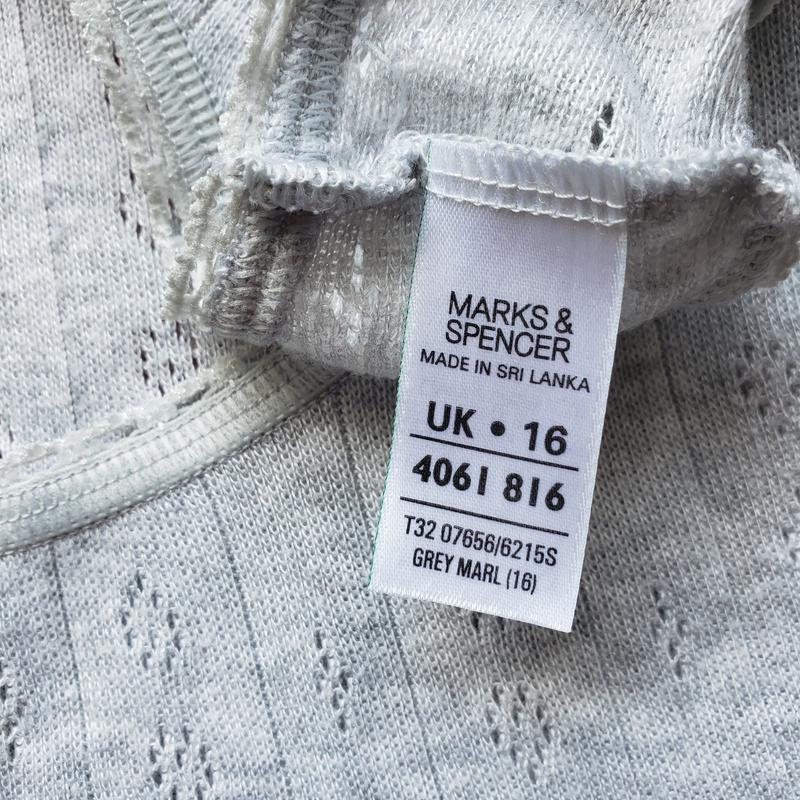 MARKS &
SPENCER
MADE IN SRI LANKA
UK • 16
4061 816
T32 07656/6215S
GREY MARL (16)